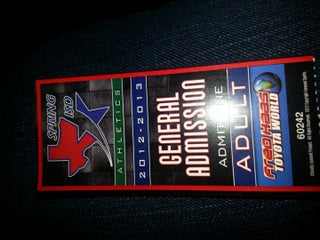 SPRING
ISD
ATHLETICS
2012-2013
GENERAL
ADMISSION
ADMIT ONE
ADULT
Fred Haas
TOYOTA WORLD
60242